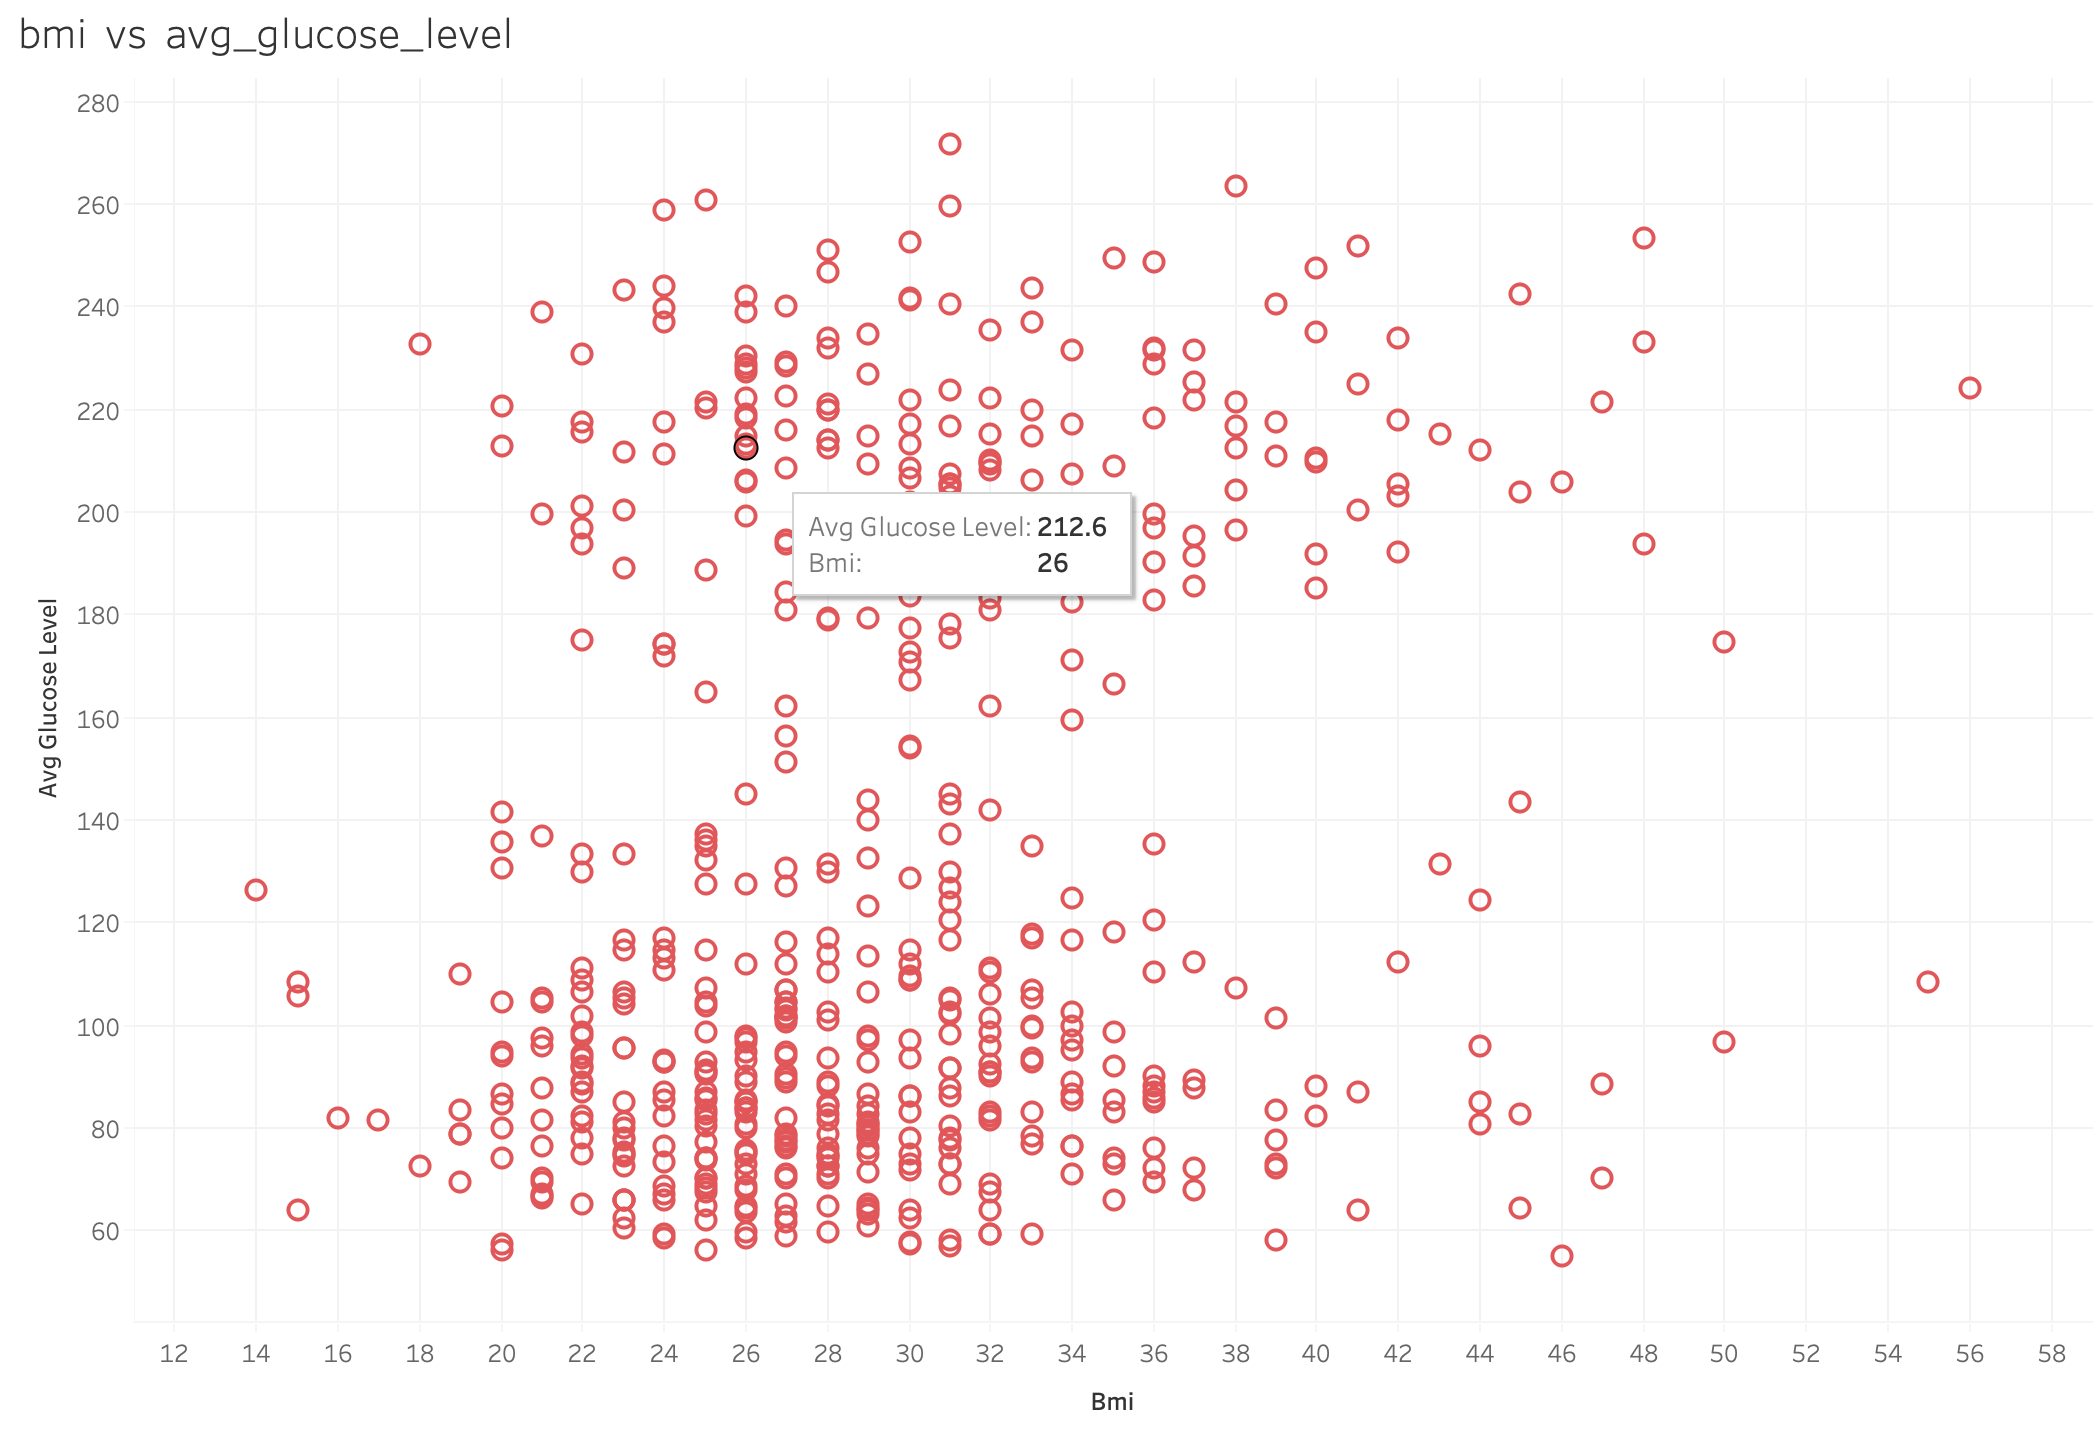 bmi vs avg_glucose_level
280
260
240
220
200
180
160
140
120
100
80
60
Avg Glucose Level
Avg Glucose Level: 212.6
Bmi: 26
12 14 16 18 20 22 24 26 28 30 32 34 36 38 40 42 44 46 48 50 52 54 56 58
Bmi